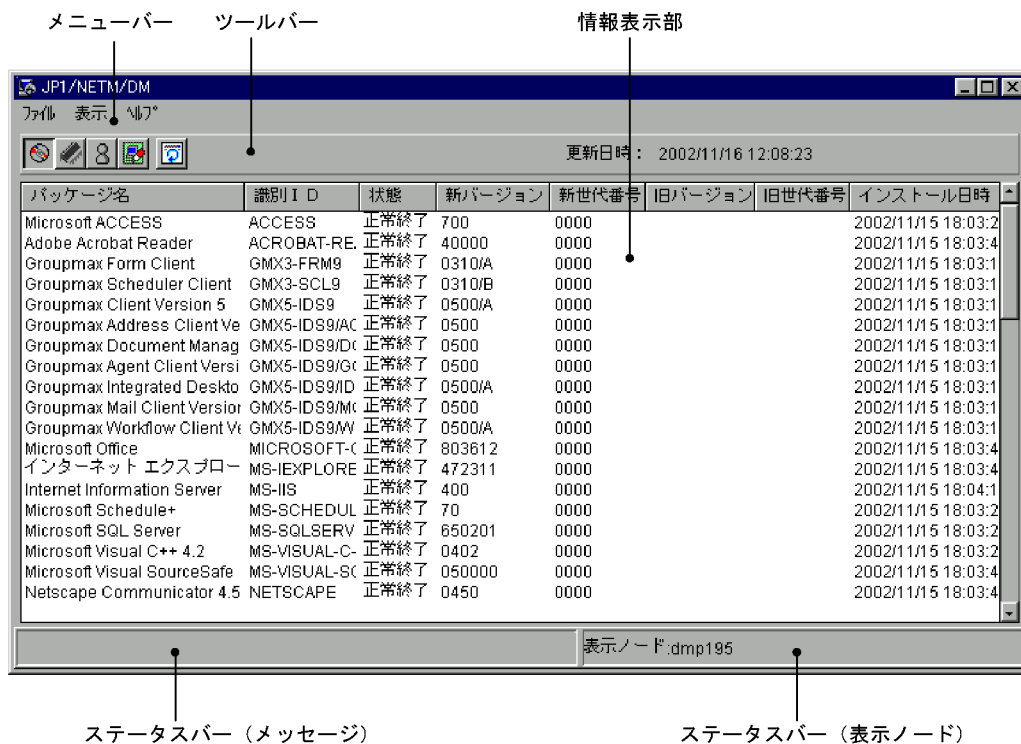 メニューバー ツールバー 情報表示部
JP1/NETM/DM
ファイル 表示 ヘルプ
更新日時： 2002/11/16 12:08:23
パッケージ名 識別ＩＤ 状態 新バージョン 新世代番号 旧バージョン 旧世代番号 インストール日時
Microsoft ACCESS ACCESS 正常終了 700 0000 2002/11/15 18:03:2
Adobe Acrobat Reader ACROBAT-RE. 正常終了 40000 0000 2002/11/15 18:03:4
Groupmax Form Client GMX3-FRM9 正常終了 0310/A 0000 2002/11/15 18:03:1
Groupmax Scheduler Client GMX3-SCL9 正常終了 0310/B 0000 2002/11/15 18:03:1
Groupmax Client Version 5 GMX5-IDS9 正常終了 0500/A 0000 2002/11/15 18:03:1
Groupmax Address Client Ve GMX5-IDS9/A 正常終了 0500 0000 2002/11/15 18:03:1
Groupmax Document Manag GMX5-IDS9/D 正常終了 0500 0000 2002/11/15 18:03:1
Groupmax Agent Client Versi GMX5-IDS9/G 正常終了 0500 0000 2002/11/15 18:03:1
Groupmax Integrated Deskto GMX5-IDS9/ID 正常終了 0500/A 0000 2002/11/15 18:03:1
Groupmax Mail Client Version GMX5-IDS9/M 正常終了 0500 0000 2002/11/15 18:03:1
Groupmax Workflow Client Ve GMX5-IDS9/W 正常終了 0500/A 0000 2002/11/15 18:03:1
Microsoft Office MICROSOFT- 正常終了 803612 0000 2002/11/15 18:03:4
インターネット エクスプロー MS-IEXPLORE 正常終了 472311 0000 2002/11/15 18:03:4
Internet Information Server MS-IIS 正常終了 400 0000 2002/11/15 18:04:1
Microsoft Schedule+ MS-SCHEDUL 正常終了 70 0000 2002/11/15 18:03:2
Microsoft SQL Server MS-SQLSERV 正常終了 650201 0000 2002/11/15 18:03:2
Microsoft Visual C++ 4.2 MS-VISUAL-C- 正常終了 0402 0000 2002/11/15 18:03:2
Microsoft Visual SourceSafe MS-VISUAL-S 正常終了 050000 0000 2002/11/15 18:03:4
Netscape Communicator 4.5 NETSCAPE 正常終了 0450 0000 2002/11/15 18:03:4
表示ノード:dmp195
ステータスバー（メッセージ） ステータスバー（表示ノード）